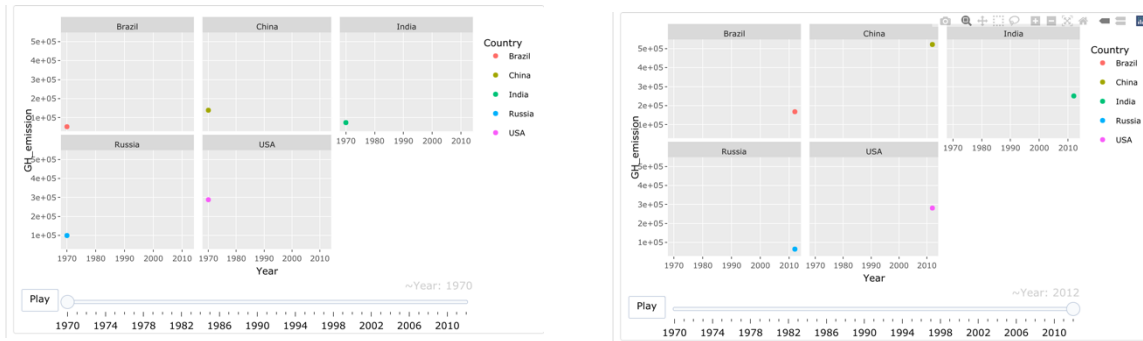 Brazil China India
5e+05
4e+05
3e+05
2e+05
1e+05
1970 1980 1990 2000 2010
Russia USA
5e+05
4e+05
3e+05
2e+05
1e+05
1970 1980 1990 2000 2010 1970 1980 1990 2000 2010
GH_emission
Year
Country
Brazil
China
India
Russia
USA
~Year: 1970
Play
1970 1974 1978 1982 1986 1990 1994 1998 2002 2006 2010
Brazil China India
5e+05
4e+05
3e+05
2e+05
1e+05
1970 1980 1990 2000 2010
Russia USA
5e+05
4e+05
3e+05
2e+05
1e+05
1970 1980 1990 2000 2010 1970 1980 1990 2000 2010
GH_emission
Year
Country
Brazil
China
India
Russia
USA
~Year: 2012
Play
1970 1974 1978 1982 1986 1990 1994 1998 2002 2006 2010